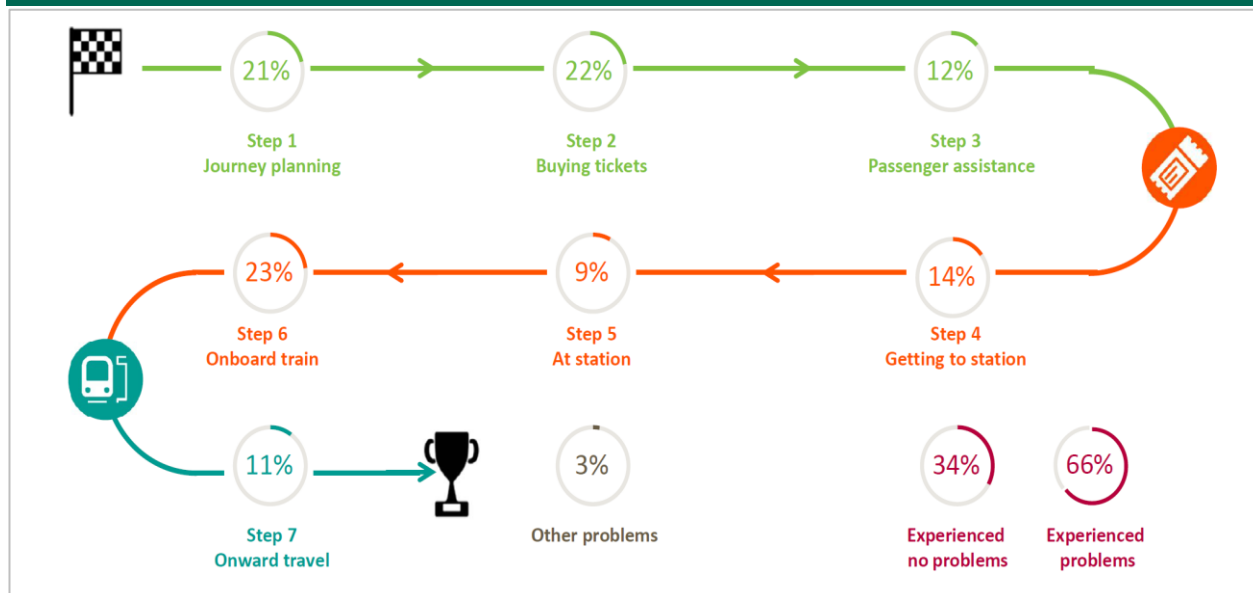 21%
22%
12%
Step 1
Journey planning
Step 2
Buying tickets
Step 3
Passenger assistance
23%
9%
14%
Step 6
Onboard train
Step 5
At station
Step 4
Getting to station
11%
3%
34%
66%
Step 7
Onward travel
Other problems
Experienced
no problems
Experienced
problems